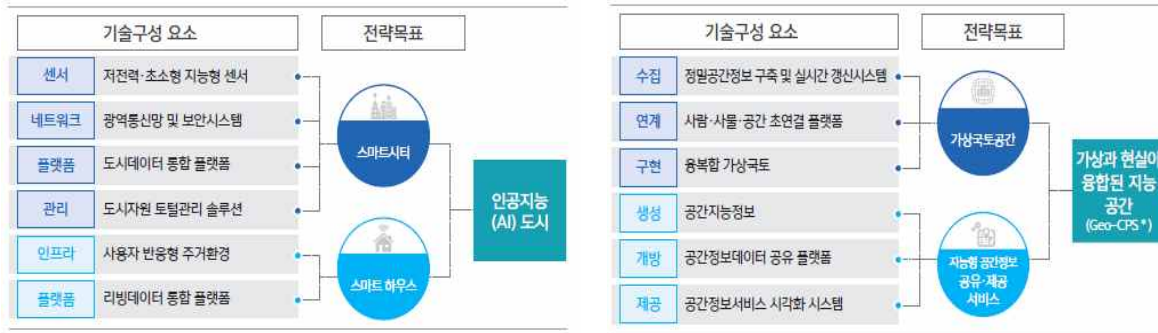 기술구성 요소
전략목표
센서
저전력·초소형 지능형 센서
네트워크
광역통신망 및 보안시스템
플랫폼
도시데이터 통합 플랫폼
관리
도시자원 토털관리 솔루션
인프라
사용자 반응형 주거환경
플랫폼
리빙데이터 통합 플랫폼
스마트시티
스마트 하우스
인공지능
(AI) 도시
기술구성 요소
전략목표
수집
정밀공간정보 구축 및 실시간 갱신시스템
연계
사람·사물·공간 초연결 플랫폼
구현
융복합 가상국토
생성
공간지능정보
개방
공간정보데이터 공유 플랫폼
제공
공간정보서비스 시각화 시스템
가상국토공간
지능형 공간정보
공유·제공
서비스
가상과 현실이
융합된 지능
공간
(Geo-CPS*)